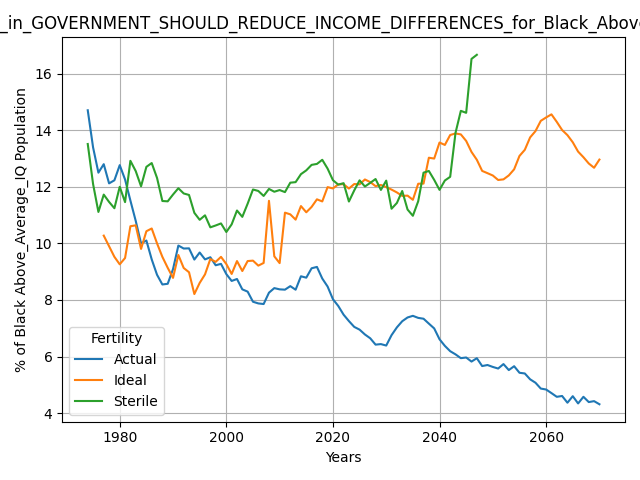 _in_GOVERNMENT_SHOULD_REDUCE_INCOME_DIFFERENCES_for_Black_Above
% of Black Above_Average_IQ Population
16
14
12
10
8
6
4
Fertility
Actual
Ideal
Sterile
1980 2000 2020 2040 2060
Years